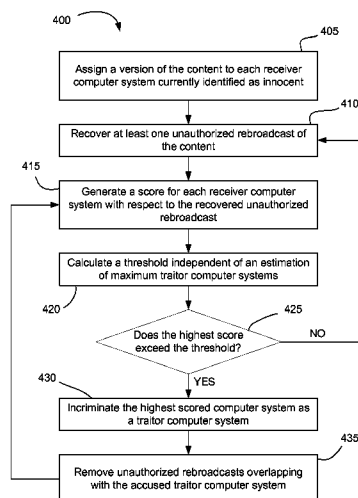 400
405
Assign a version of the content to each receiver
computer system currently identified as innocent
410
Recover at least one unauthorized rebroadcast of
the content
415
Generate a score for each receiver computer
system with respect to the recovered unauthorized
rebroadcast
Calculate a threshold independent of an estimation
of maximum traitor computer systems
420
425
Does the highest score
exceed the threshold?
NO
YES
430
Incriminate the highest scored computer system as
a traitor computer system
435
Remove unauthorized rebroadcasts overlapping
with the accused traitor computer system